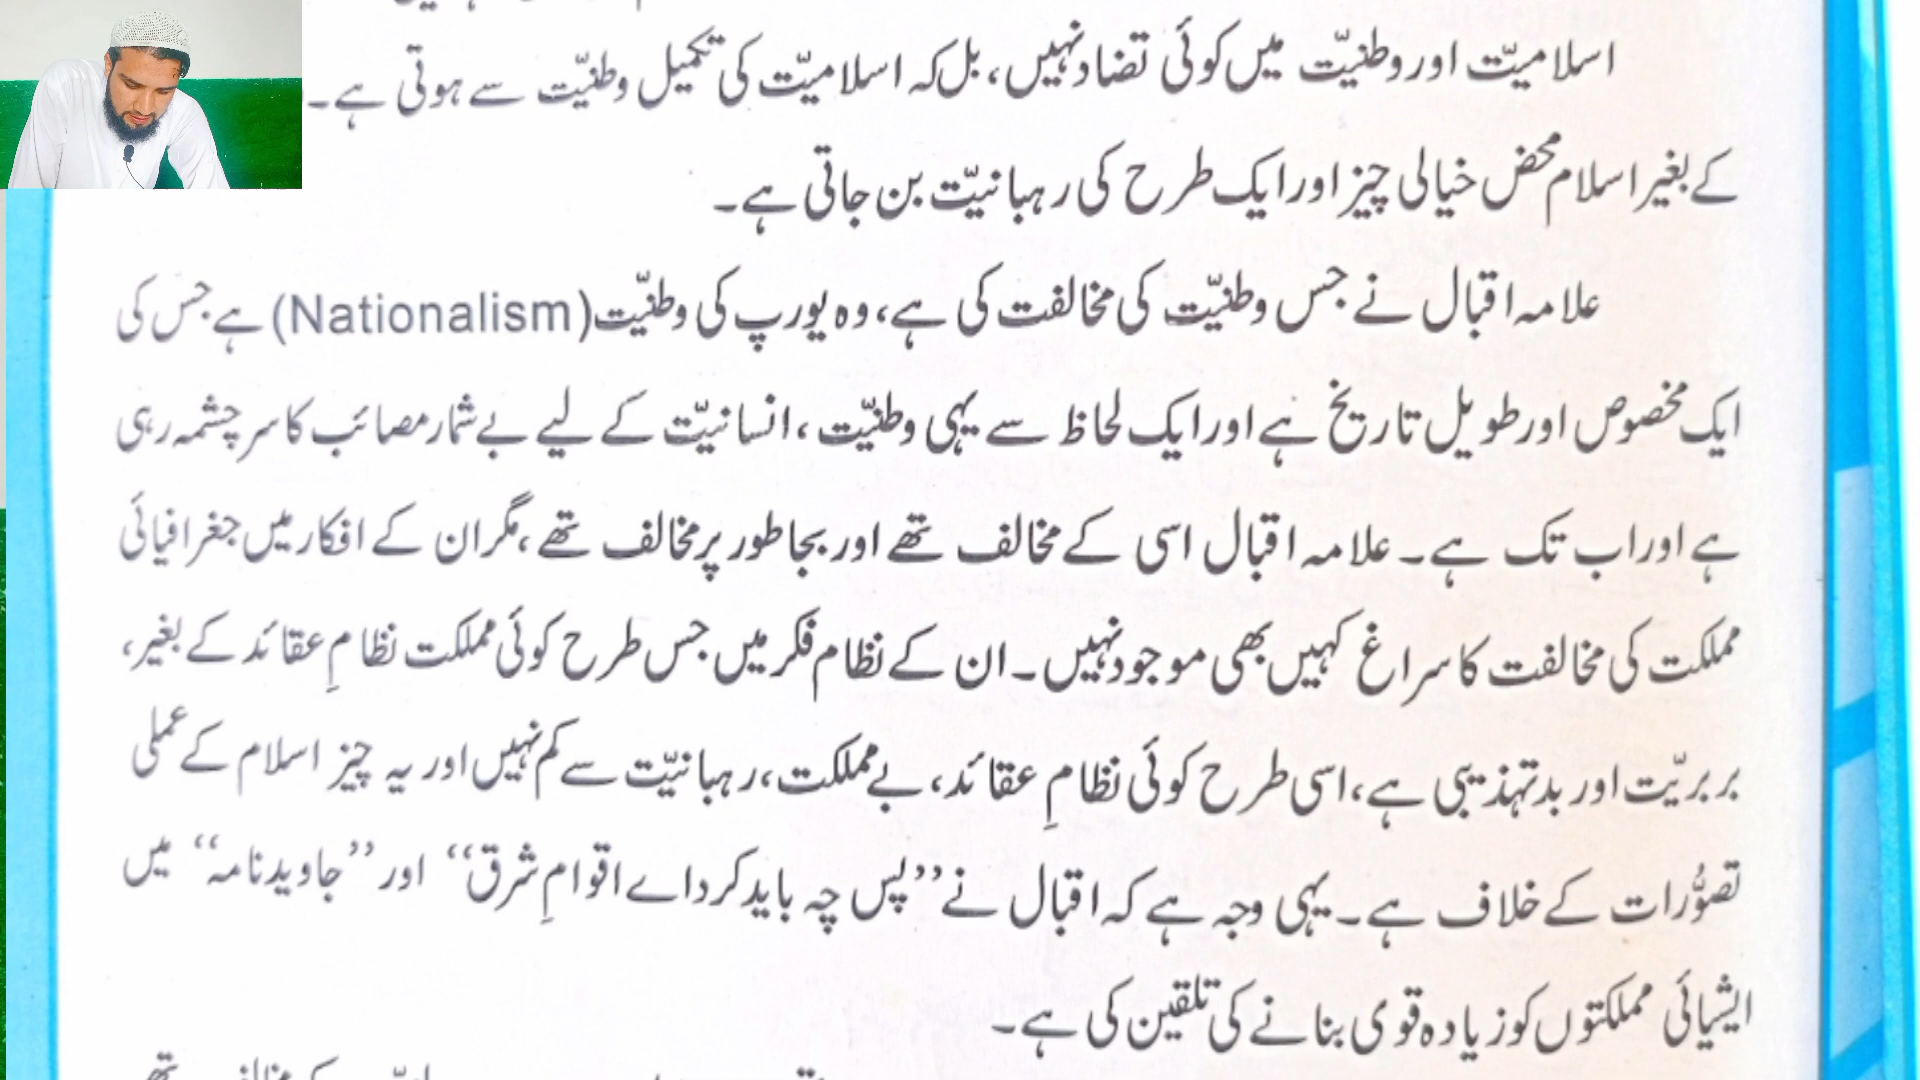 اسلامیّت اور وطنیّت میں کوئی تضاد نہیں، بل کہ اسلامیّت کی تکمیل وطنیّت سے ہوتی ہے۔
کے بغیر اسلام محض خیالی چیز اور ایک طرح کی رہبانیّت بن جاتی ہے۔
علامہ اقبال نے جس وطنیّت کی مخالفت کی ہے، وہ یورپ کی وطنیّت (Nationalism) ہے جس کی
ایک مخصوص اور طویل تاریخ ہے اور ایک لحاظ سے یہی وطنیّت، انسانیّت کے لیے بے شمار مصائب کا سرچشمہ رہی
ہے اور اب تک ہے۔ علامہ اقبال اسی کے مخالف تھے اور بجا طور پر مخالف تھے، مگر ان کے افکار میں جغرافیائی
مملکت کی مخالفت کا سراغ کہیں بھی موجود نہیں۔ ان کے نظام فکر میں جس طرح کوئی مملکت نظامِ عقائد کے بغیر،
بربریّت اور بدتہذیبی ہے، اسی طرح کوئی نظامِ عقائد، بے مملکت، رہبانیّت سے کم نہیں اور یہ چیز اسلام کے عملی
تصوُّرات کے خلاف ہے۔ یہی وجہ ہے کہ اقبال نے ’’پس چہ باید کرد اے اقوامِ شرق‘‘ اور ’’جاوید نامہ‘‘ میں
ایشیائی مملکتوں کو زیادہ قوی بنانے کی تلقین کی ہے۔